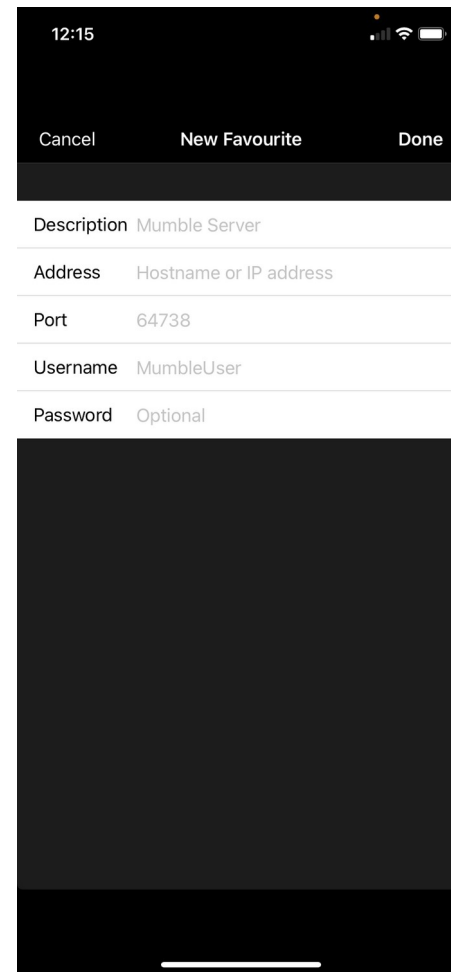 12:15
Cancel New Favourite Done
Description Mumble Server
Address Hostname or IP address
Port 64738
Username MumbleUser
Password Optional